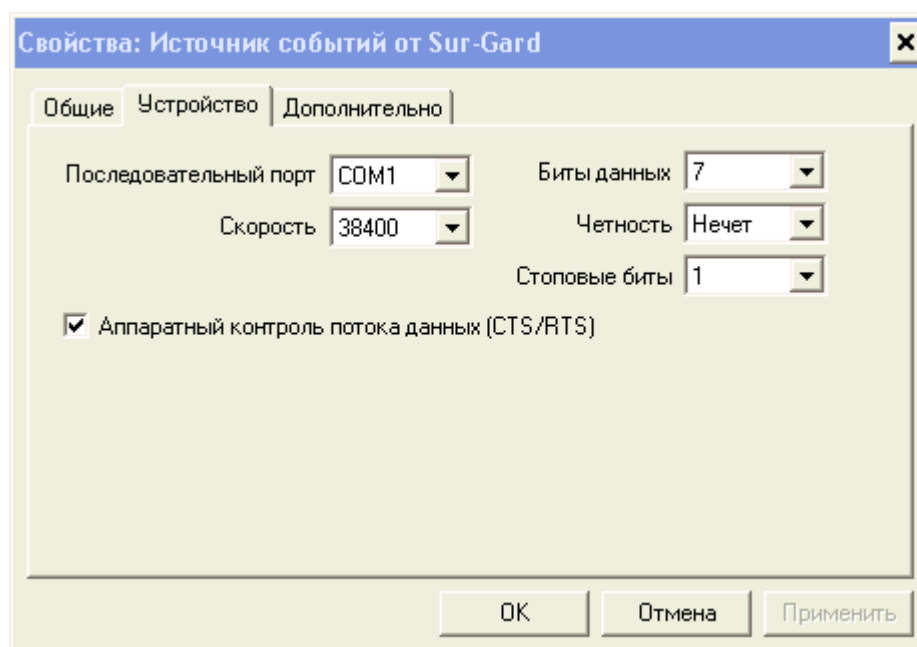 Свойства: Источник событий от Sur-Gard
Общие Устройство Дополнительно
Последовательный порт COM1 Биты данных 7
Скорость 38400 Четность Нечет
Стоповые биты 1
Аппаратный контроль потока данных (CTS/RTS)
OK Отмена Применить